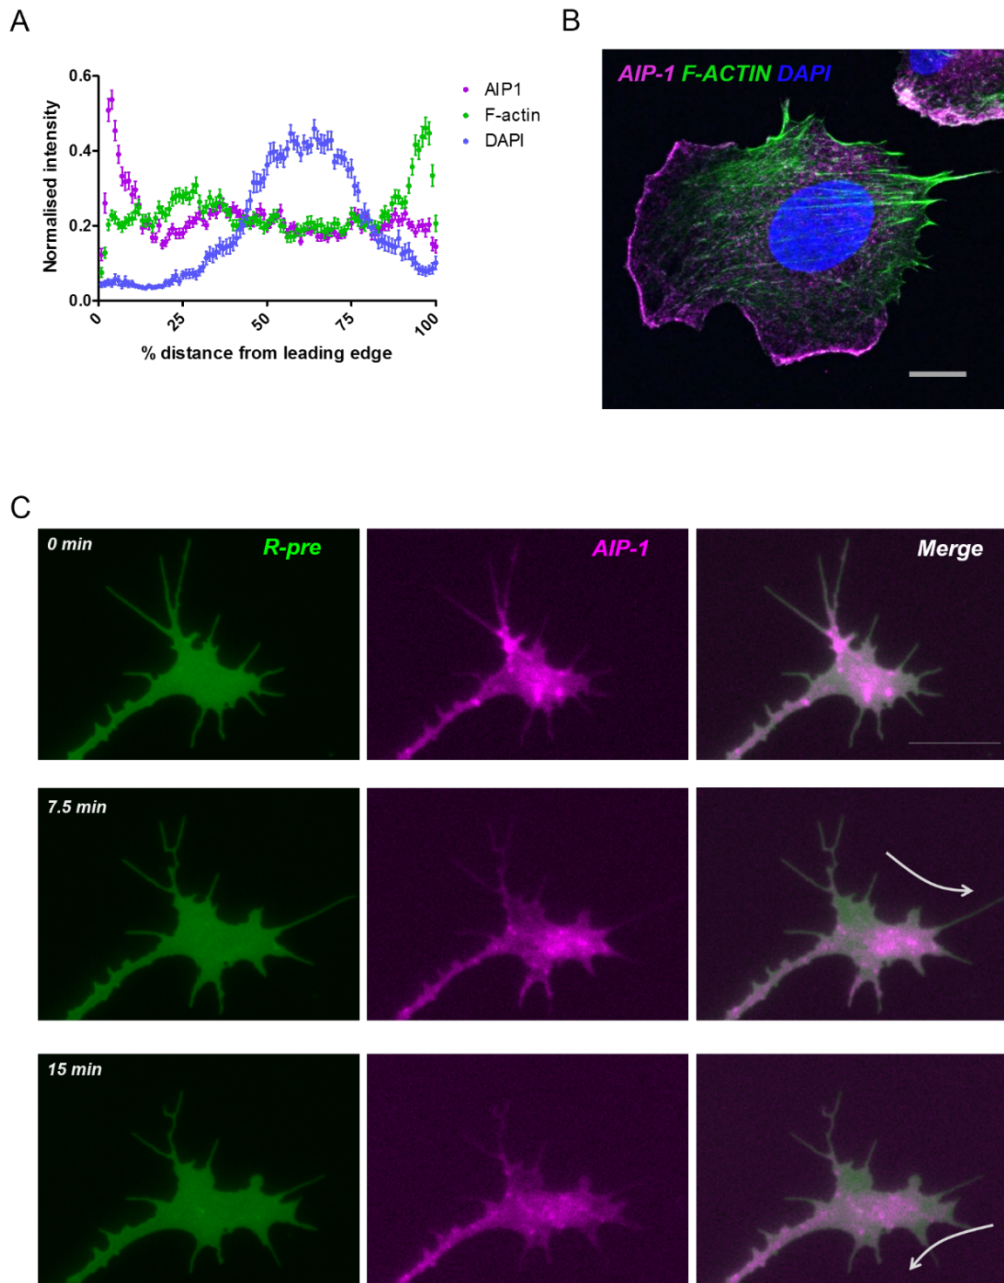 A
Normalised intensity
0.6
0.4
0.2
0.0
0
25
50
75
100
% distance from leading edge
AIP1
F-actin
DAPI
B
AIP-1 F-ACTIN DAPI
C
0 min
R-pre
AIP-1
Merge
7.5 min
15 min